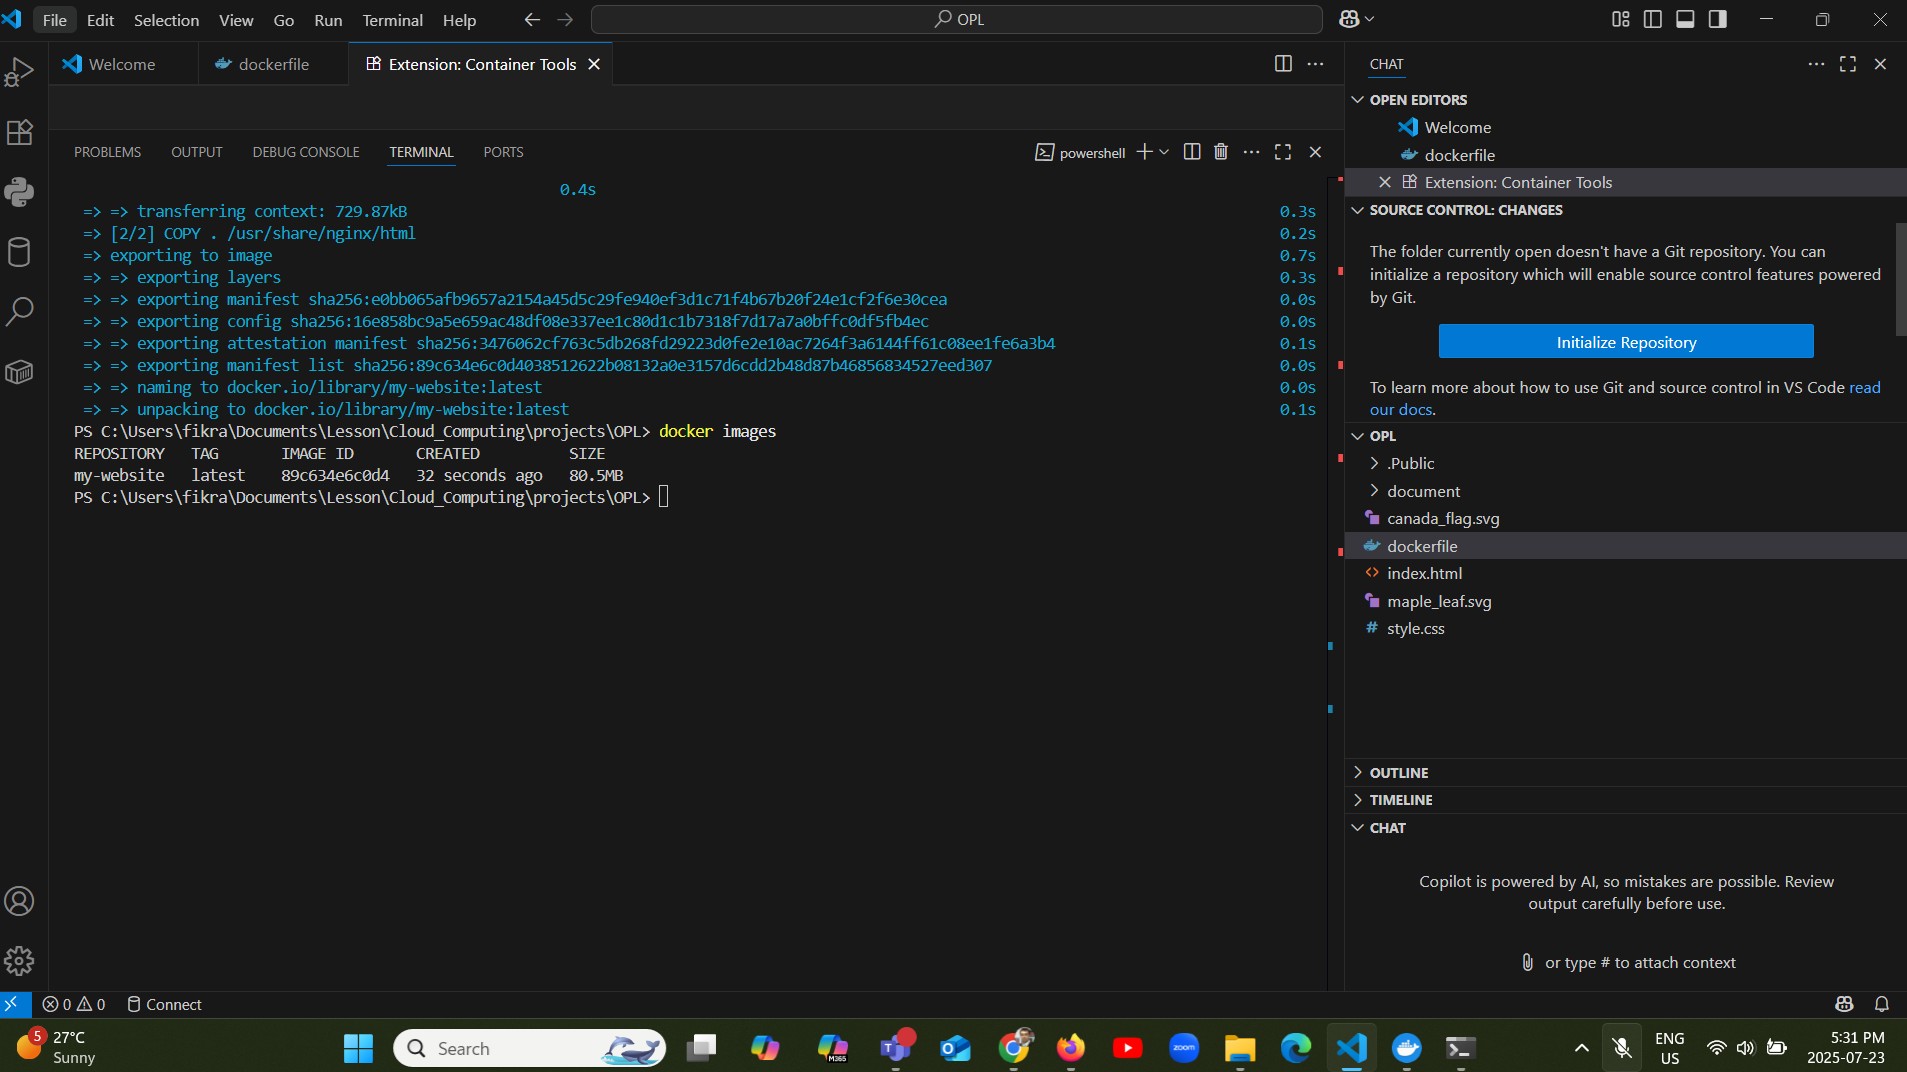 File Edit Selection View Go Run Terminal Help
OPL
Welcome
dockerfile
Extension: Container Tools
PROBLEMS OUTPUT DEBUG CONSOLE TERMINAL PORTS
powershell
0.4s
=> => transferring context: 729.87kB 0.3s
=> [2/2] COPY . /usr/share/nginx/html 0.2s
=> exporting to image 0.7s
=> => exporting layers 0.3s
=> => exporting manifest sha256:e0bb065afb9657a2154a45d5c29fe940ef3d1c71f4b67b20f24e1cf2f6e30cea 0.0s
=> => exporting config sha256:16e858bc9a5e659ac48df08e337ee1c80d1c1b7318f7d17a7a0bffc0df5fb4ec 0.0s
=> => exporting attestation manifest sha256:3476062cf763c5db268fd29223d0fe2e10ac7264f3a6144ff61c08ee1fe6a3b4 0.1s
=> => exporting manifest list sha256:89c634e6c0d4038512622b08132a0e3157d6cdd2b48d87b46856834527eed307 0.0s
=> => naming to docker.io/library/my-website:latest 0.0s
=> => unpacking to docker.io/library/my-website:latest 0.1s
PS C:\Users\fikra\Documents\Lesson\Cloud_Computing\projects\OPL> docker images
REPOSITORY TAG IMAGE ID CREATED SIZE
my-website latest 89c634e6c0d4 32 seconds ago 80.5MB
PS C:\Users\fikra\Documents\Lesson\Cloud_Computing\projects\OPL>
CHAT
OPEN EDITORS
Welcome
dockerfile
Extension: Container Tools
SOURCE CONTROL: CHANGES
The folder currently open doesn't have a Git repository. You can
initialize a repository which will enable source control features powered
by Git.
Initialize Repository
To learn more about how to use Git and source control in VS Code read
our docs.
OPL
.Public
document
canada_flag.svg
dockerfile
index.html
maple_leaf.svg
style.css
OUTLINE
TIMELINE
CHAT
Copilot is powered by AI, so mistakes are possible. Review
output carefully before use.
or type # to attach context
0 0 Connect
5
27°C
Sunny
Search
M365
zoom
ENG
US
5:31 PM
2025-07-23